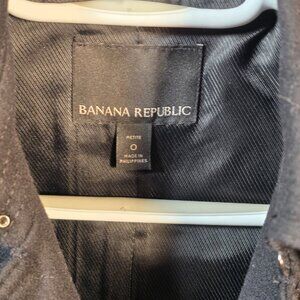 BANANA REPUBLIC
PETITE
0
MADE IN
PHILIPPINES